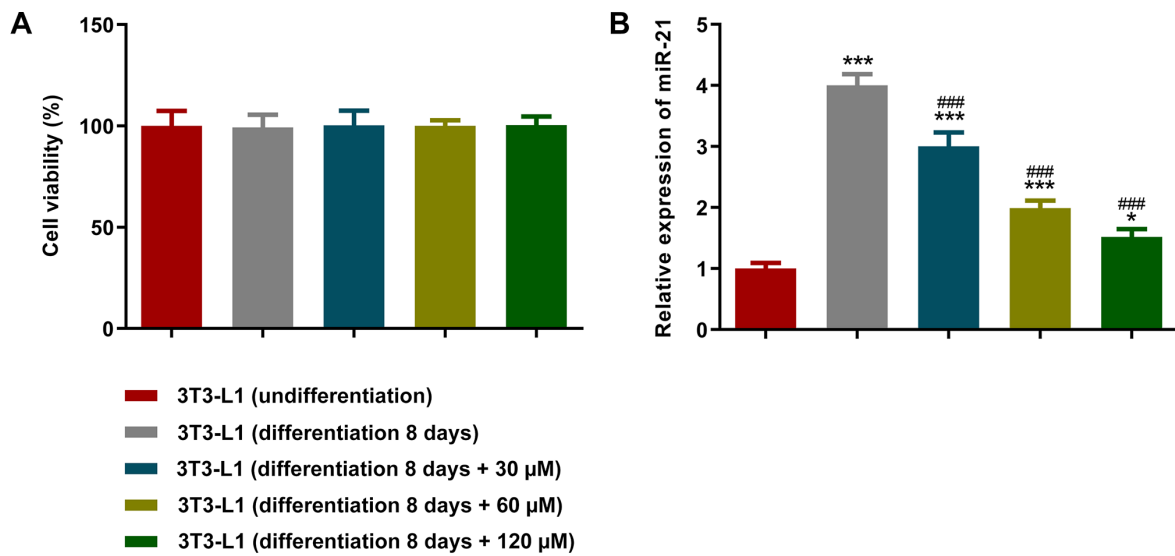 A
Cell viability (%)
150
100
50
0
B
Relative expression of miR-21
5
4
3
2
1
0
***
###
***
###
***
###
*
3T3-L1 (undifferentiation)
3T3-L1 (differentiation 8 days)
3T3-L1 (differentiation 8 days + 30 μM)
3T3-L1 (differentiation 8 days + 60 μM)
3T3-L1 (differentiation 8 days + 120 μM)